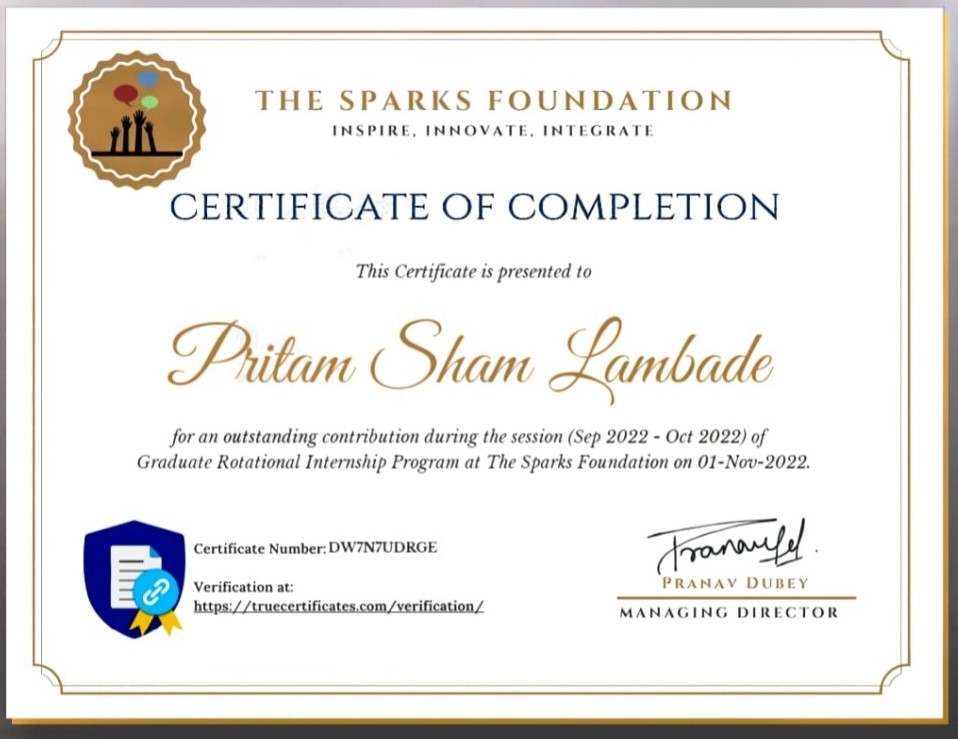 THE SPARKS FOUNDATION
INSPIRE, INNOVATE, INTEGRATE
CERTIFICATE OF COMPLETION
This Certificate is presented to
Pritam Sham Lambade
for an outstanding contribution during the session (Sep 2022 - Oct 2022) of
Graduate Rotational Internship Program at The Sparks Foundation on 01-Nov-2022.
Certificate Number: DW7N7UDRGE
Verification at:
https://truecertificates.com/verification/
PRANAV DUBEY
MANAGING DIRECTOR